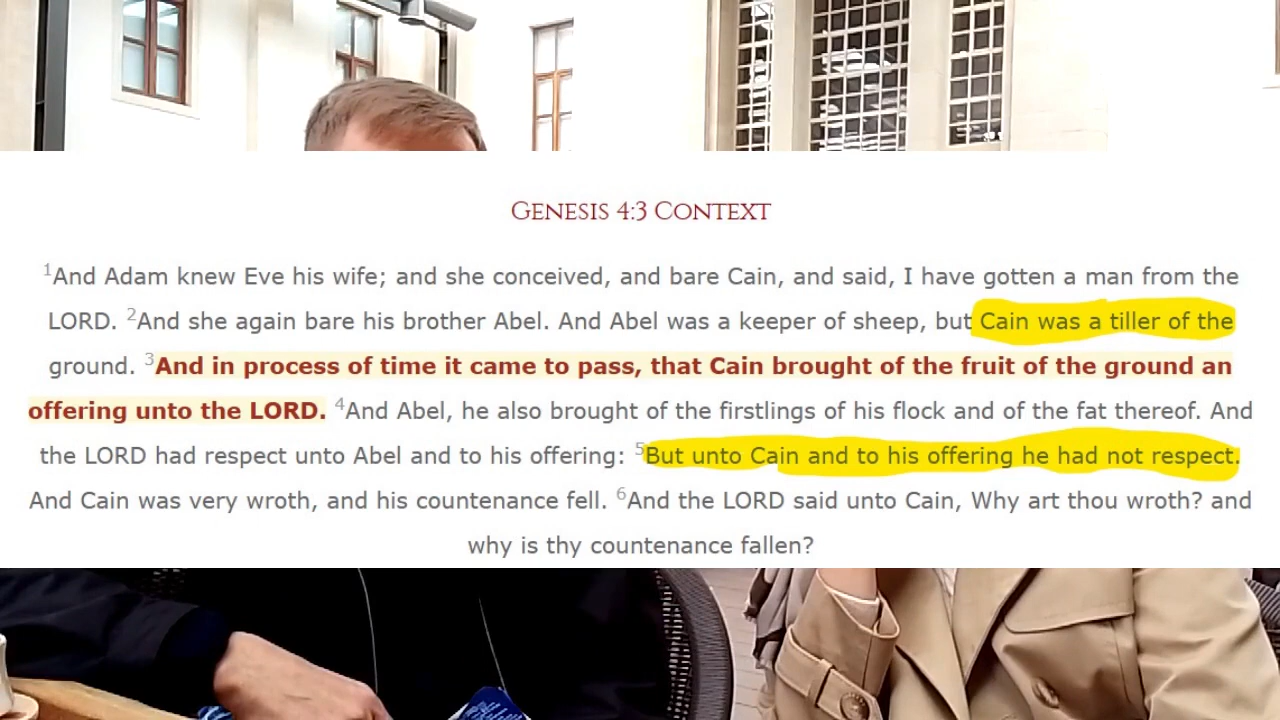 GENESIS 4:3 CONTEXT
1And Adam knew Eve his wife; and she conceived, and bare Cain, and said, I have gotten a man from the
LORD. 2And she again bare his brother Abel. And Abel was a keeper of sheep, but Cain was a tiller of the
ground. 3And in process of time it came to pass, that Cain brought of the fruit of the ground an
offering unto the LORD. 4And Abel, he also brought of the firstlings of his flock and of the fat thereof. And
the LORD had respect unto Abel and to his offering: 5But unto Cain and to his offering he had not respect.
And Cain was very wroth, and his countenance fell. 6And the LORD said unto Cain, Why art thou wroth? and
why is thy countenance fallen?